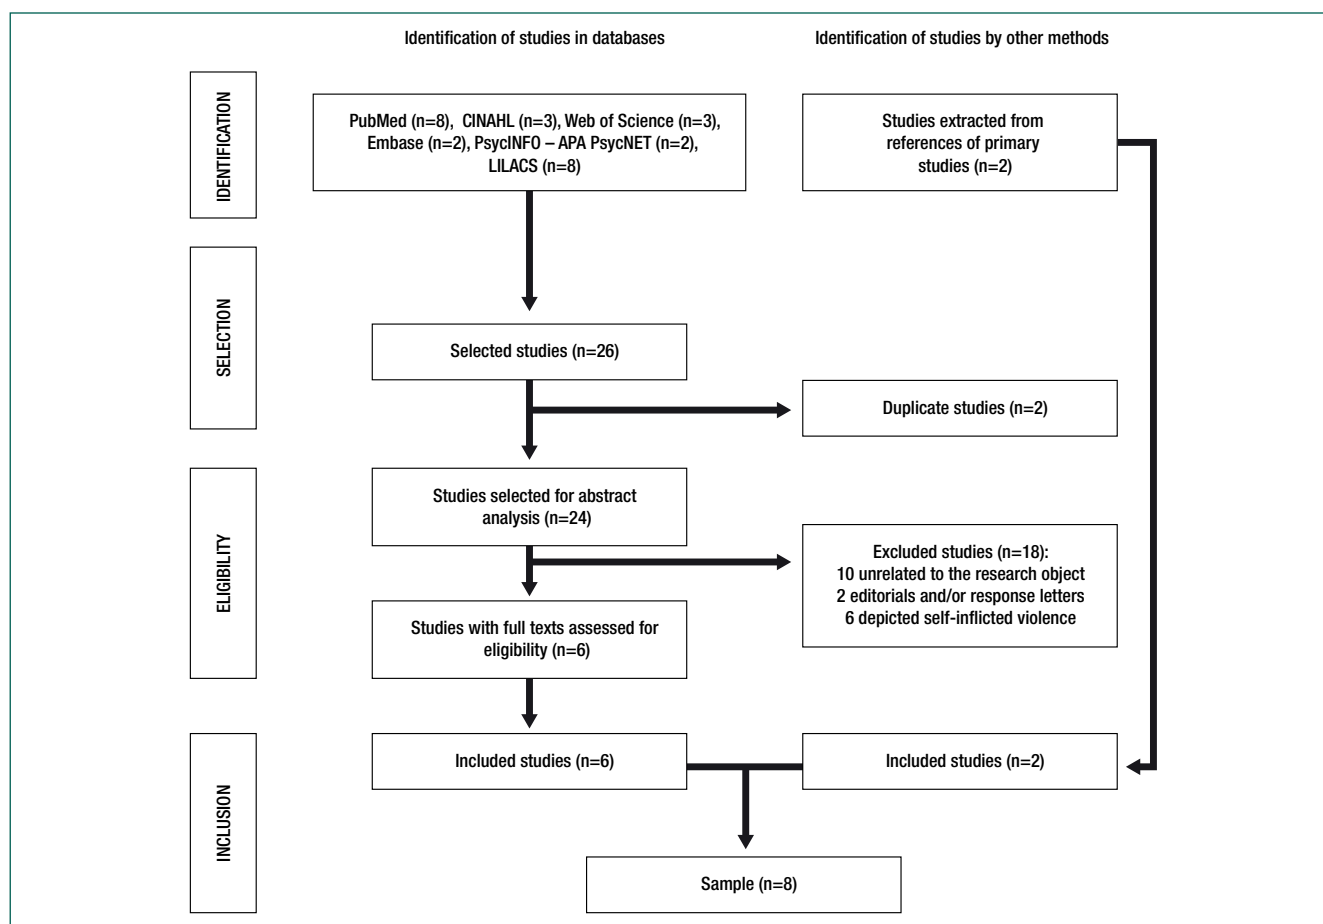 Identification of studies in databases
Identification of studies by other methods
IDENTIFICATION
PubMed (n=8), CINAHL (n=3), Web of Science (n=3),
Embase (n=2), PsycINFO – APA PsycNET (n=2),
LILACS (n=8)
Studies extracted from
references of primary
studies (n=2)
SELECTION
Selected studies (n=26)
Duplicate studies (n=2)
ELIGIBILITY
Studies selected for abstract
analysis (n=24)
Excluded studies (n=18):
10 unrelated to the research object
2 editorials and/or response letters
6 depicted self-inflicted violence
Studies with full texts assessed for
eligibility (n=6)
INCLUSION
Included studies (n=6)
Included studies (n=2)
Sample (n=8)